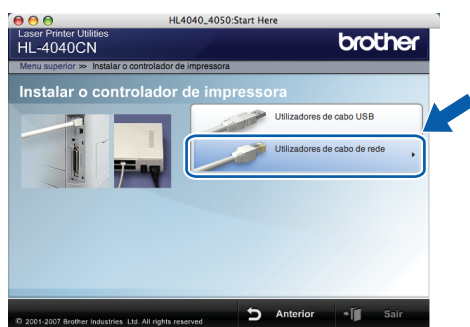 HL4040_4050:Start Here
Laser Printer Utilities
HL-4040CN
brother
Menu superior >> Instalar o controlador de impressora
Instalar o controlador de impressora
Utilizadores de cabo USB
Utilizadores de cabo de rede
Anterior
Sair
© 2001-2007 Brother Industries Ltd. All rights reserved